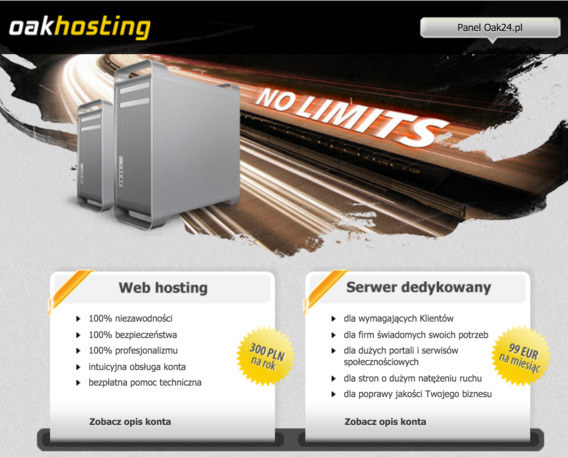 oakhosting
Panel Oak24.pl
NO LIMITS
Web hosting
100% niezawodności
100% bezpieczeństwa
100% profesjonalizmu
intuicyjna obsługa konta
bezpłatna pomoc techniczna
300 PLN
na rok
Zobacz opis konta
Serwer dedykowany
dla wymagających Klientów
dla firm świadomych swoich potrzeb
dla dużych portali i serwisów
społecznościowych
dla stron o dużym natężeniu ruchu
dla poprawy jakości Twojego biznesu
99 EUR
na miesiąc
Zobacz opis konta